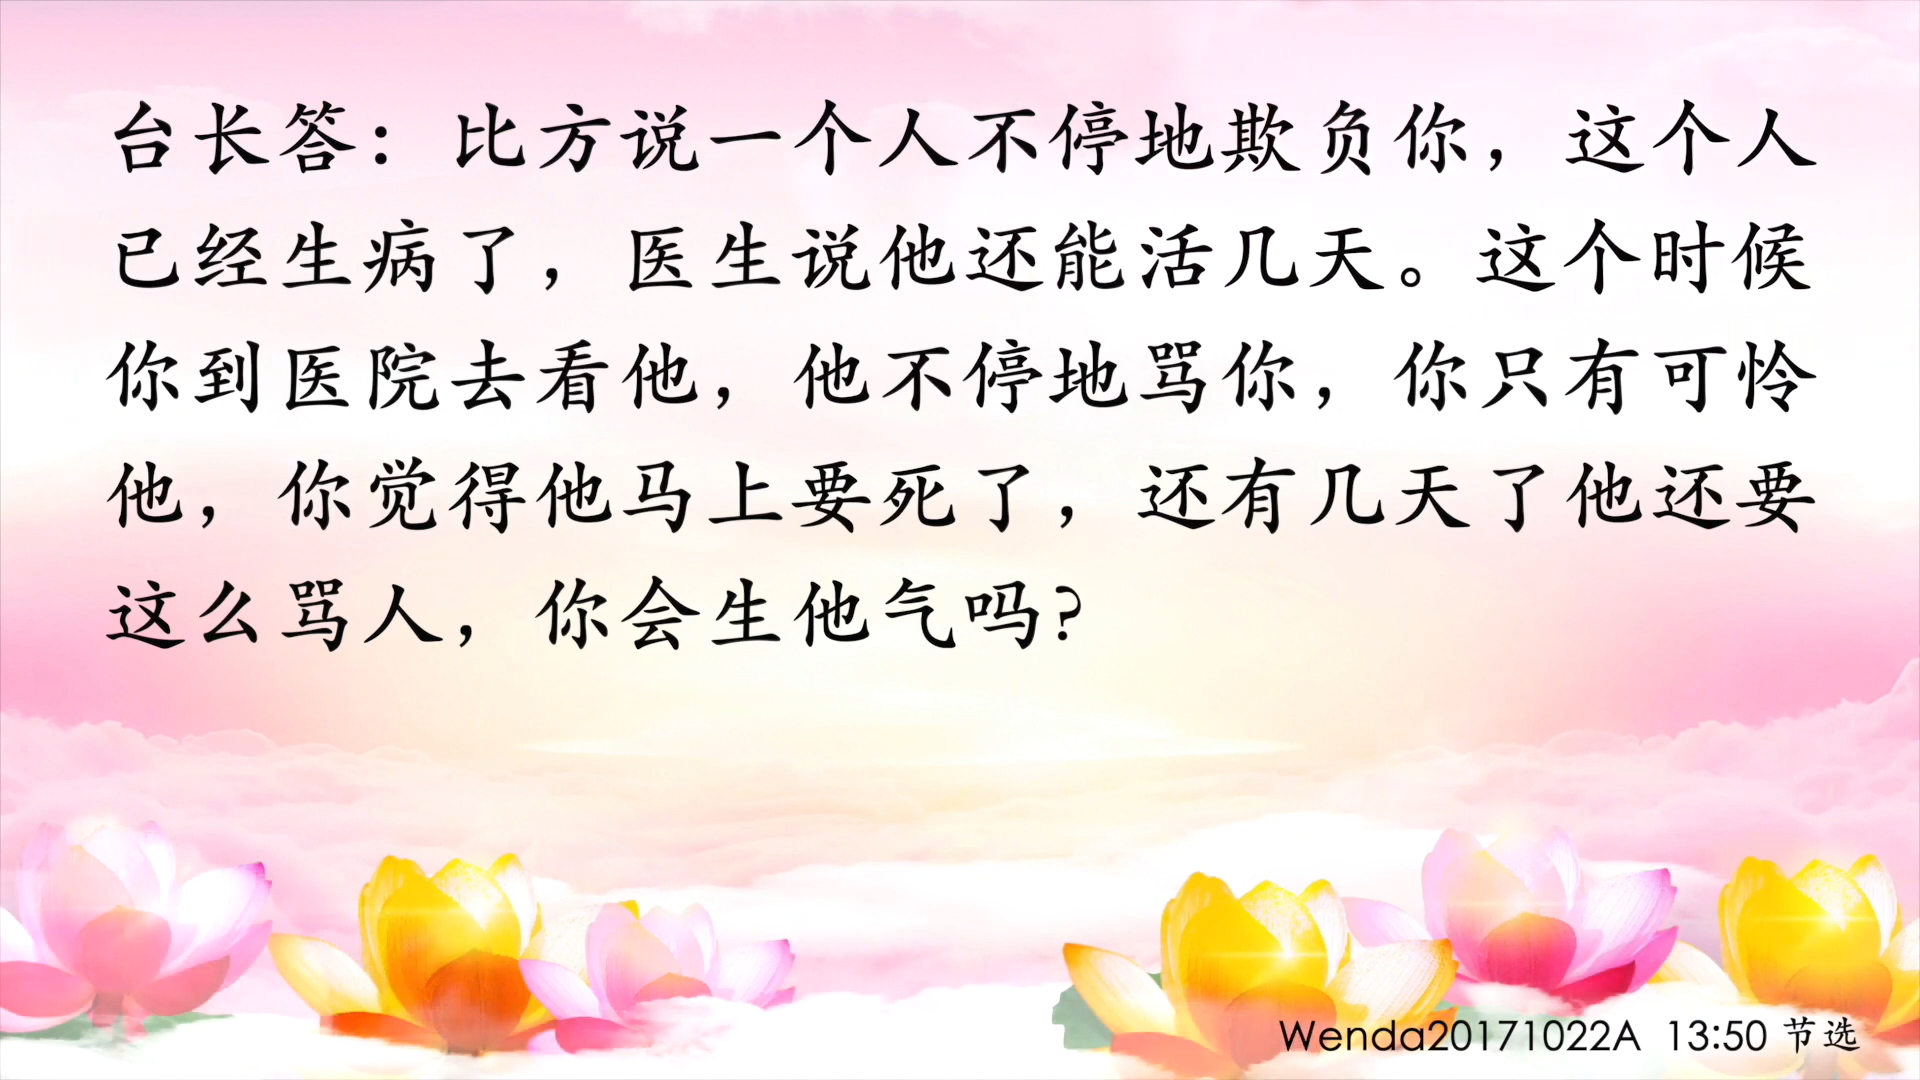 台长答：比方说一个人不停地欺负你，这个人
已经生病了，医生说他还能活几天。这个时候
你到医院去看他，他不停地骂你，你只有可怜
他，你觉得他马上要死了，还有几天了他还要
这么骂人，你会生他气吗？
Wenda20171022A 13:50 节选